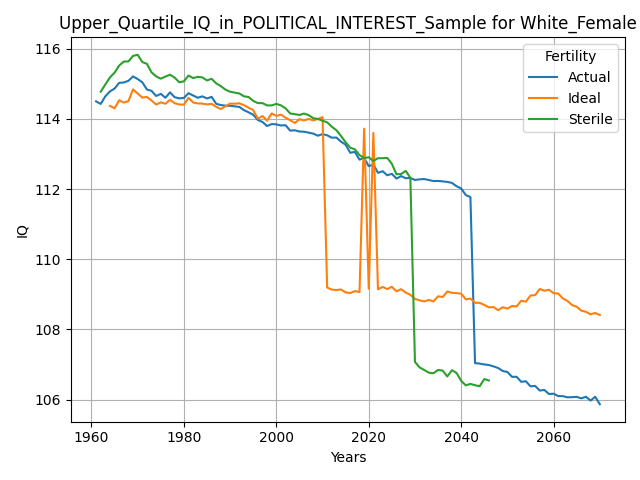 Upper_Quartile_IQ_in_POLITICAL_INTEREST_Sample for White_Female
Fertility
Actual
Ideal
Sterile
116
114
112
110
108
106
IQ
1960 1980 2000 2020 2040 2060
Years